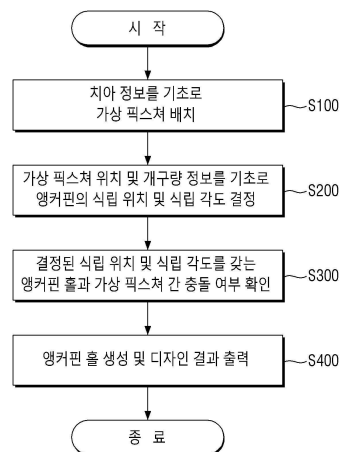 시 작
치아 정보를 기초로
가상 픽스쳐 배치
S100
가상 픽스쳐 위치 및 개구량 정보를 기초로
앵커핀의 식립 위치 및 식립 각도 결정
S200
결정된 식립 위치 및 식립 각도를 갖는
앵커핀 홀과 가상 픽스쳐 간 충돌 여부 확인
S300
앵커핀 홀 생성 및 디자인 결과 출력
S400
종 료